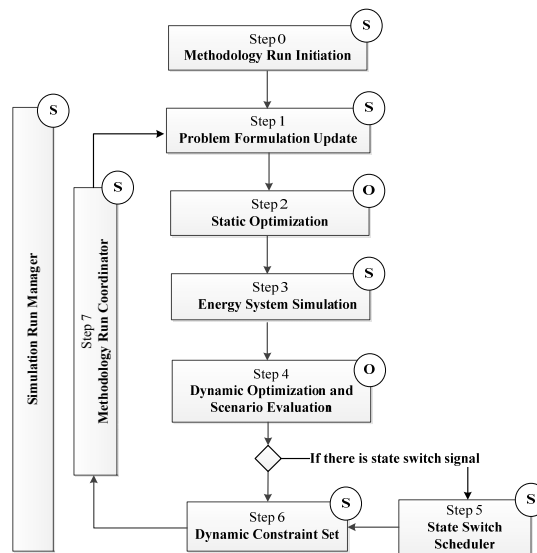 S
Step 0
Methodology Run Initiation
S
Step 1
Problem Formulation Update
O
Step 2
Static Optimization
S
Step 3
Energy System Simulation
O
Step 4
Dynamic Optimization and
Scenario Evaluation
If there is state switch signal
S
Step 5
State Switch
Scheduler
S
Step 6
Dynamic Constraint Set
S
Step 7
Methodology Run Coordinator
S
Simulation Run Manager